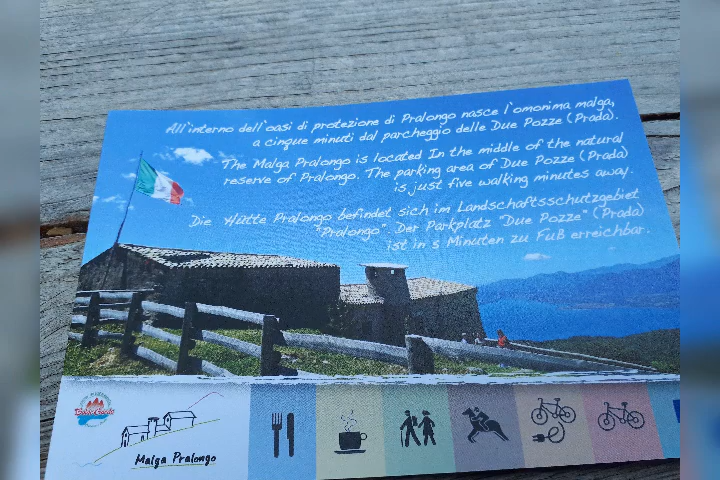 All'interno dell'oasi di protezione di Pralongo nasce l'omonima malga,
a cinque minuti dal parcheggio delle Due Pozze (Prada).
The Malga Pralongo is located In the middle of the natural
reserve of Pralongo. The parking area of Due Pozze (Prada)
is just five walking minutes away.
Die Hütte Pralongo befindet sich im Landschaftsschutzgebiet
"Pralongo". Der Parkplatz "Due Pozze" (Prada)
ist in 5 Minuten zu Fuß erreichbar.
Malga Pralongo